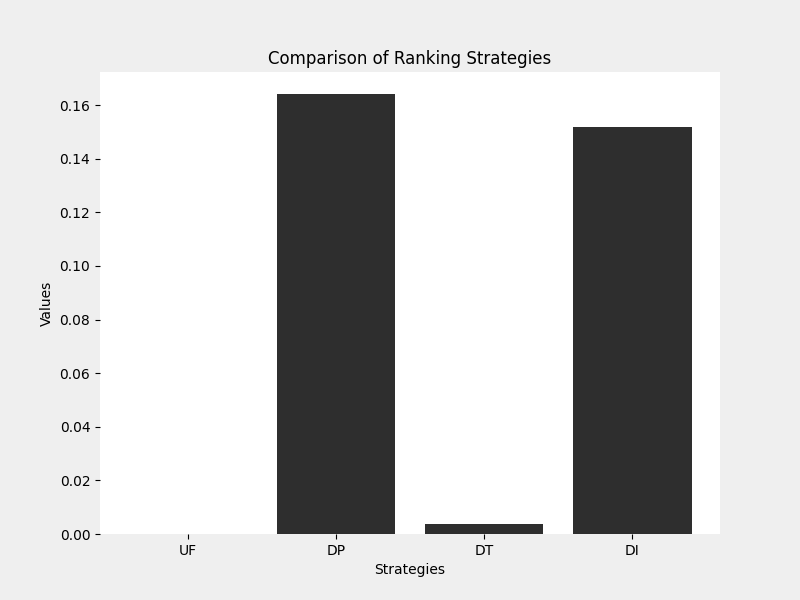 Comparison of Ranking Strategies
0.16
0.14
0.12
0.10
0.08
0.06
0.04
0.02
0.00
Values
UF DP DT DI
Strategies